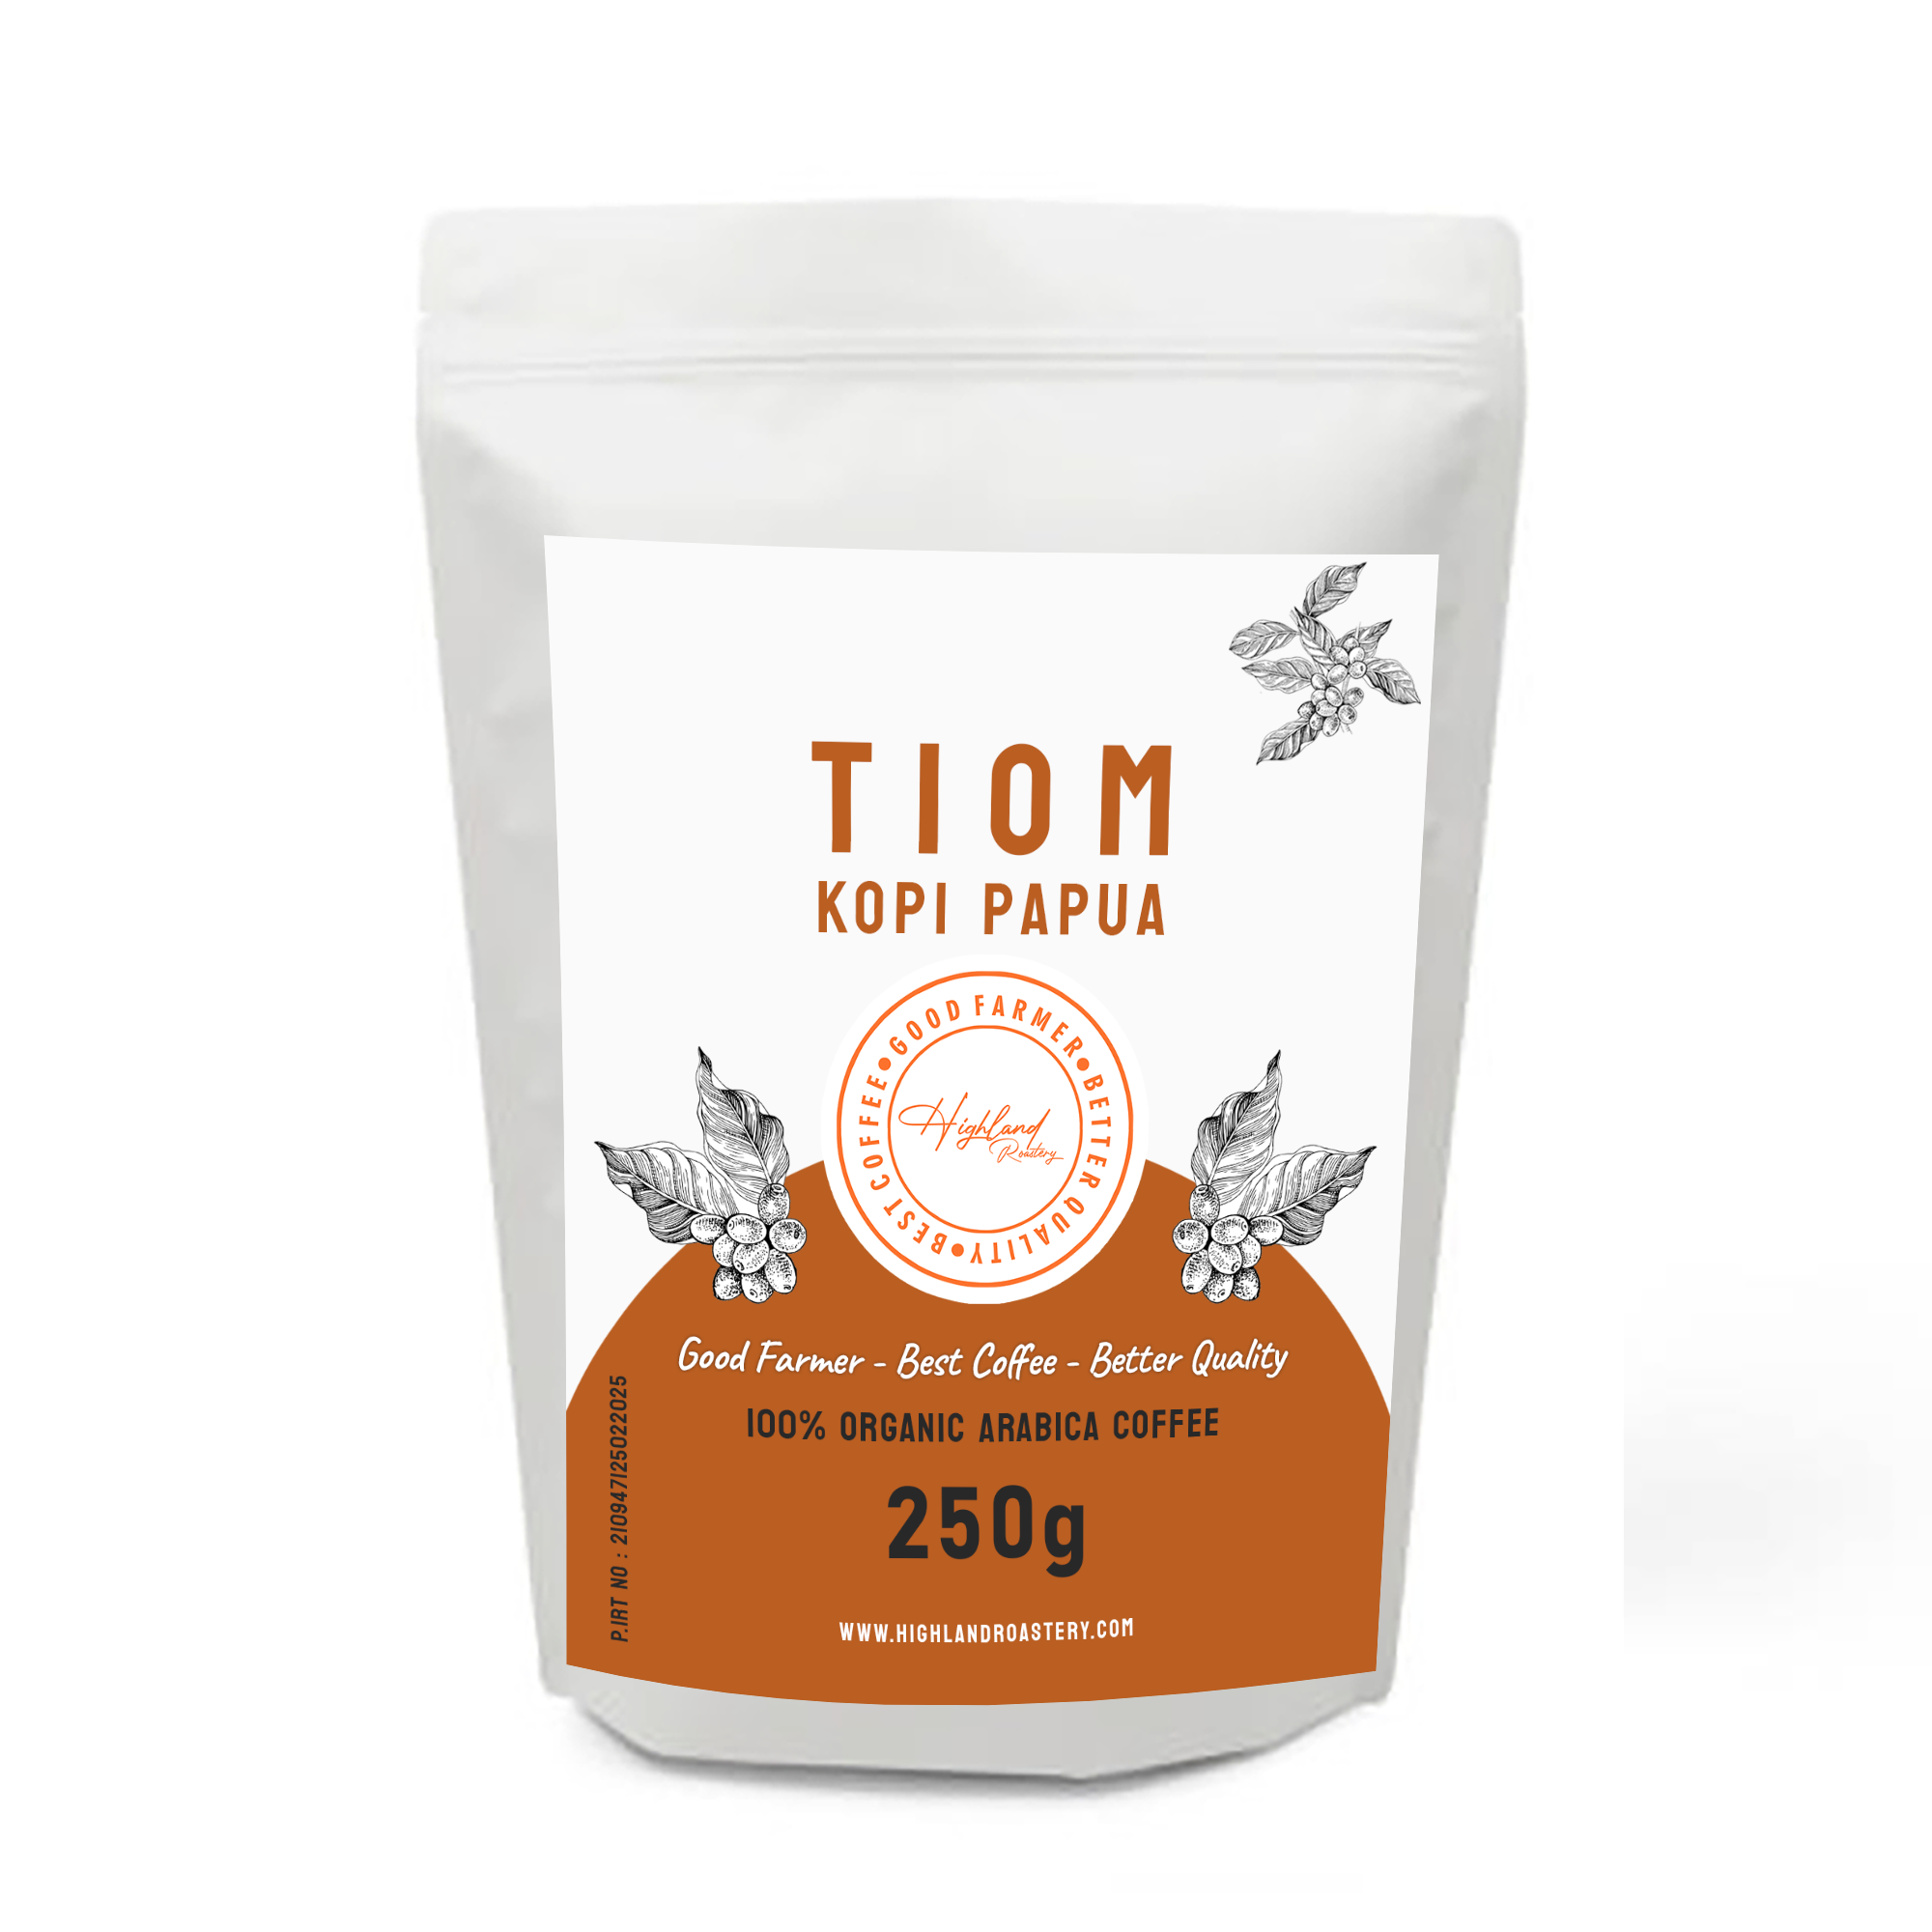 TIOM
KOPI PAPUA
GOOD FARMER • BETTER QUALITY • BEST COFFEE •
Highland
Roastery
Good Farmer - Best Coffee - Better Quality
100% ORGANIC ARABICA COFFEE
250g
WWW.HIGHLANDROASTERY.COM
P.IRT NO : 210947125022025